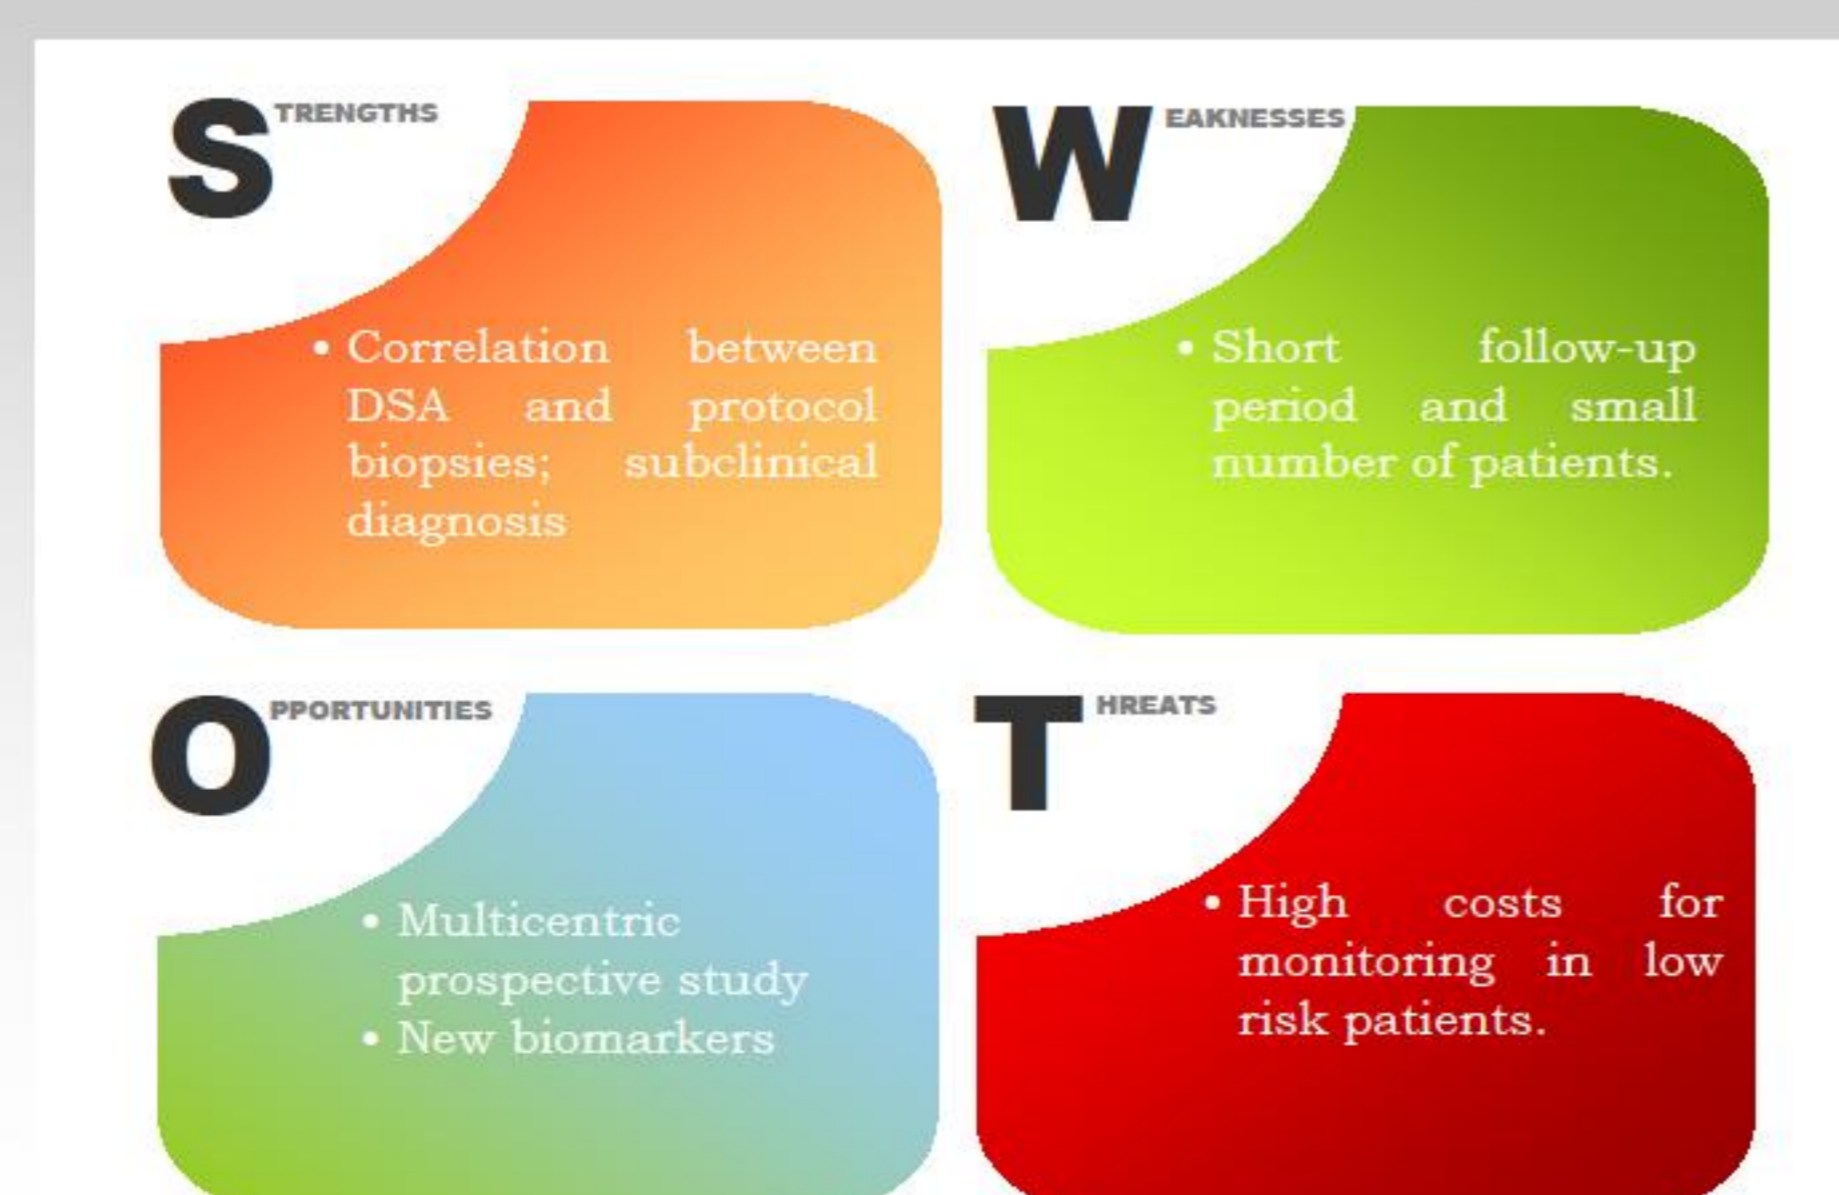 STRENGTHS
• Correlation between
DSA and protocol
biopsies; subclinical
diagnosis
WEAKNESSES
• Short follow-up
period and small
number of patients.
OPPORTUNITIES
• Multicentric
prospective study
• New biomarkers
THREATS
• High costs for
monitoring in low
risk patients.